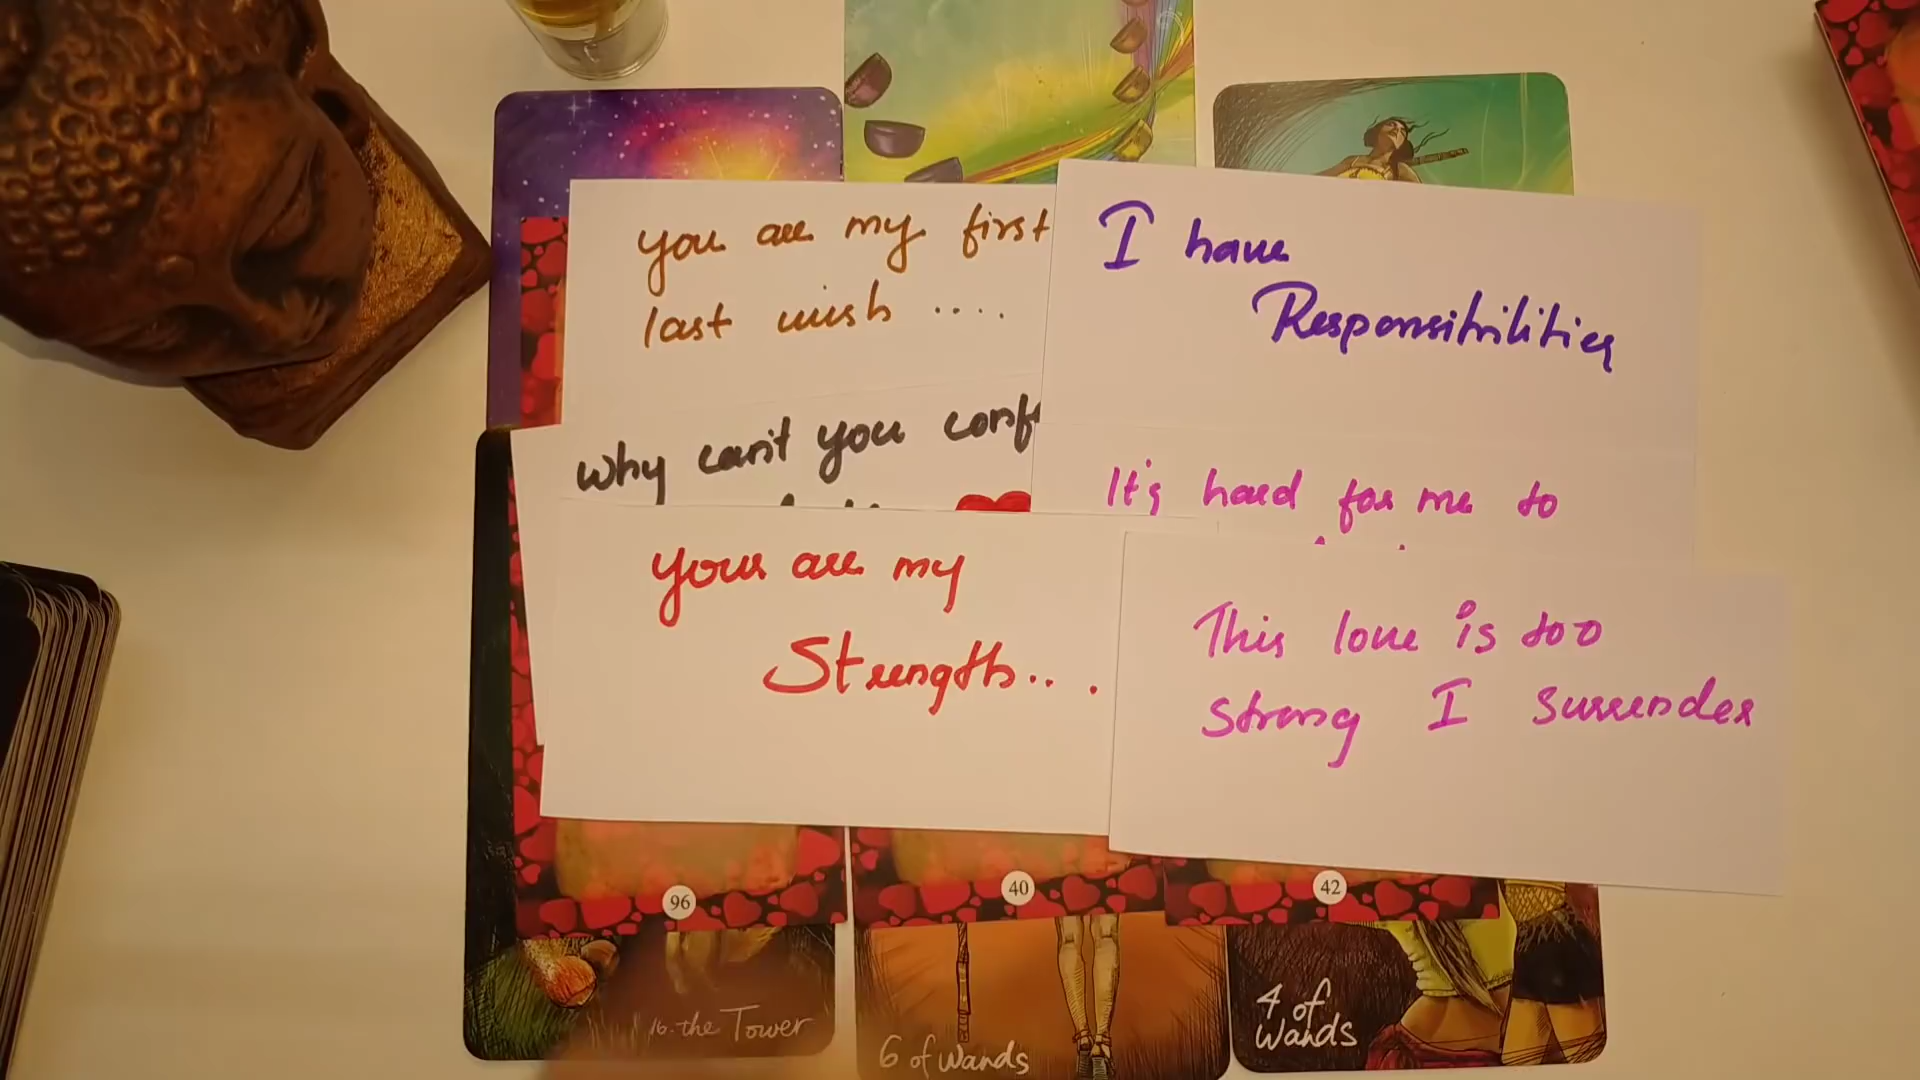 you are my first
last wish ....
I have
Responsibilities
Why can't you conf
It's hard for me to
your are my
Strength.. .
This love is too
strong I surrender
96
40
42
16. the Tower
6 of Wands
4 of
Wands